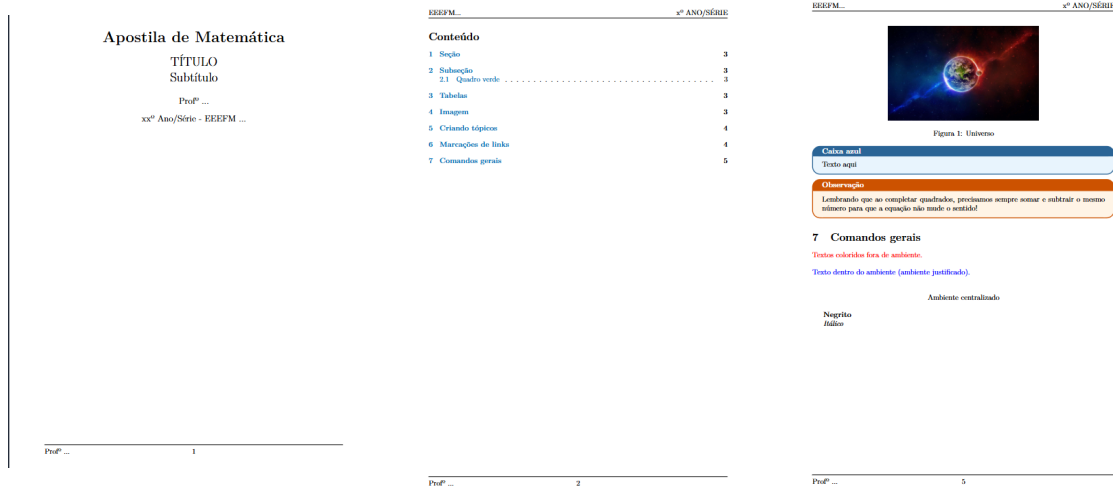 Apostila de Matemática
TÍTULO
Subtítulo
Profº ...
xxº Ano/Série - EEEFM ...
Profº ... 1
EEEFM... xº ANO/SÉRIE
Conteúdo
1 Seção 3
2 Subseção 3
2.1 Quadro verde . . . . . . . . . . . . . . . . . . . . . . . . . . . . . . . . . . . . . 3
3 Tabelas 3
4 Imagem 3
5 Criando tópicos 4
6 Marcações de links 4
7 Comandos gerais 5
Profº ... 2
EEEFM... xº ANO/SÉRIE
Figura 1: Universo
Caixa azul
Texto aqui
Observação
Lembrando que ao completar quadrados, precisamos sempre somar e subtrair o mesmo
número para que a equação não mude o sentido!
7 Comandos gerais
Textos coloridos fora de ambiente.
Texto dentro do ambiente (ambiente justificado).
Ambiente centralizado
Negrito
Itálico
Profº ... 5